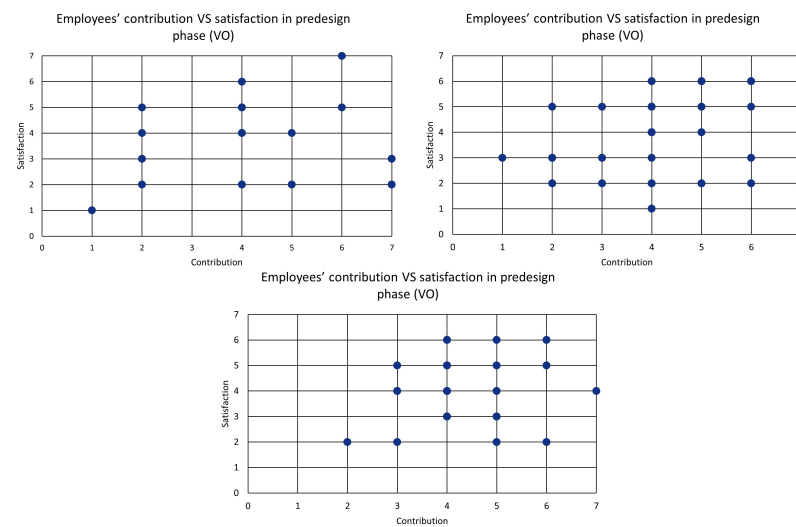 Employees’ contribution VS satisfaction in predesign
phase (VO)
7
6
5
4
3
2
1
0
Satisfaction
0 1 2 3 4 5 6 7
Contribution
Employees’ contribution VS satisfaction in predesign
phase (VO)
7
6
5
4
3
2
1
0
Satisfaction
0 1 2 3 4 5 6
Contribution
Employees’ contribution VS satisfaction in predesign
phase (VO)
7
6
5
4
3
2
1
0
Satisfaction
0 1 2 3 4 5 6 7
Contribution